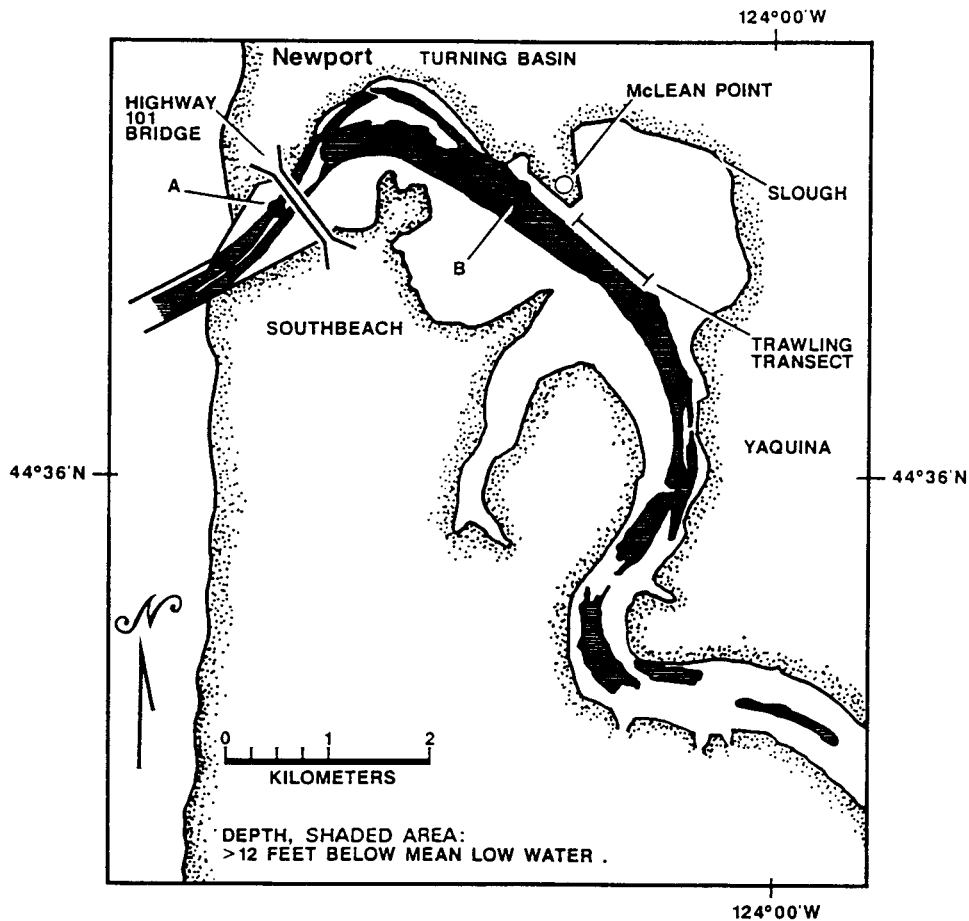 124°00'W
Newport
TURNING BASIN
McLEAN POINT
HIGHWAY
101
BRIDGE
A
SLOUGH
B
SOUTHBEACH
TRAWLING
TRANSECT
YAQUINA
44°36'N
44°36'N
N
0 1 2
KILOMETERS
DEPTH, SHADED AREA:
>12 FEET BELOW MEAN LOW WATER .
124°00'W